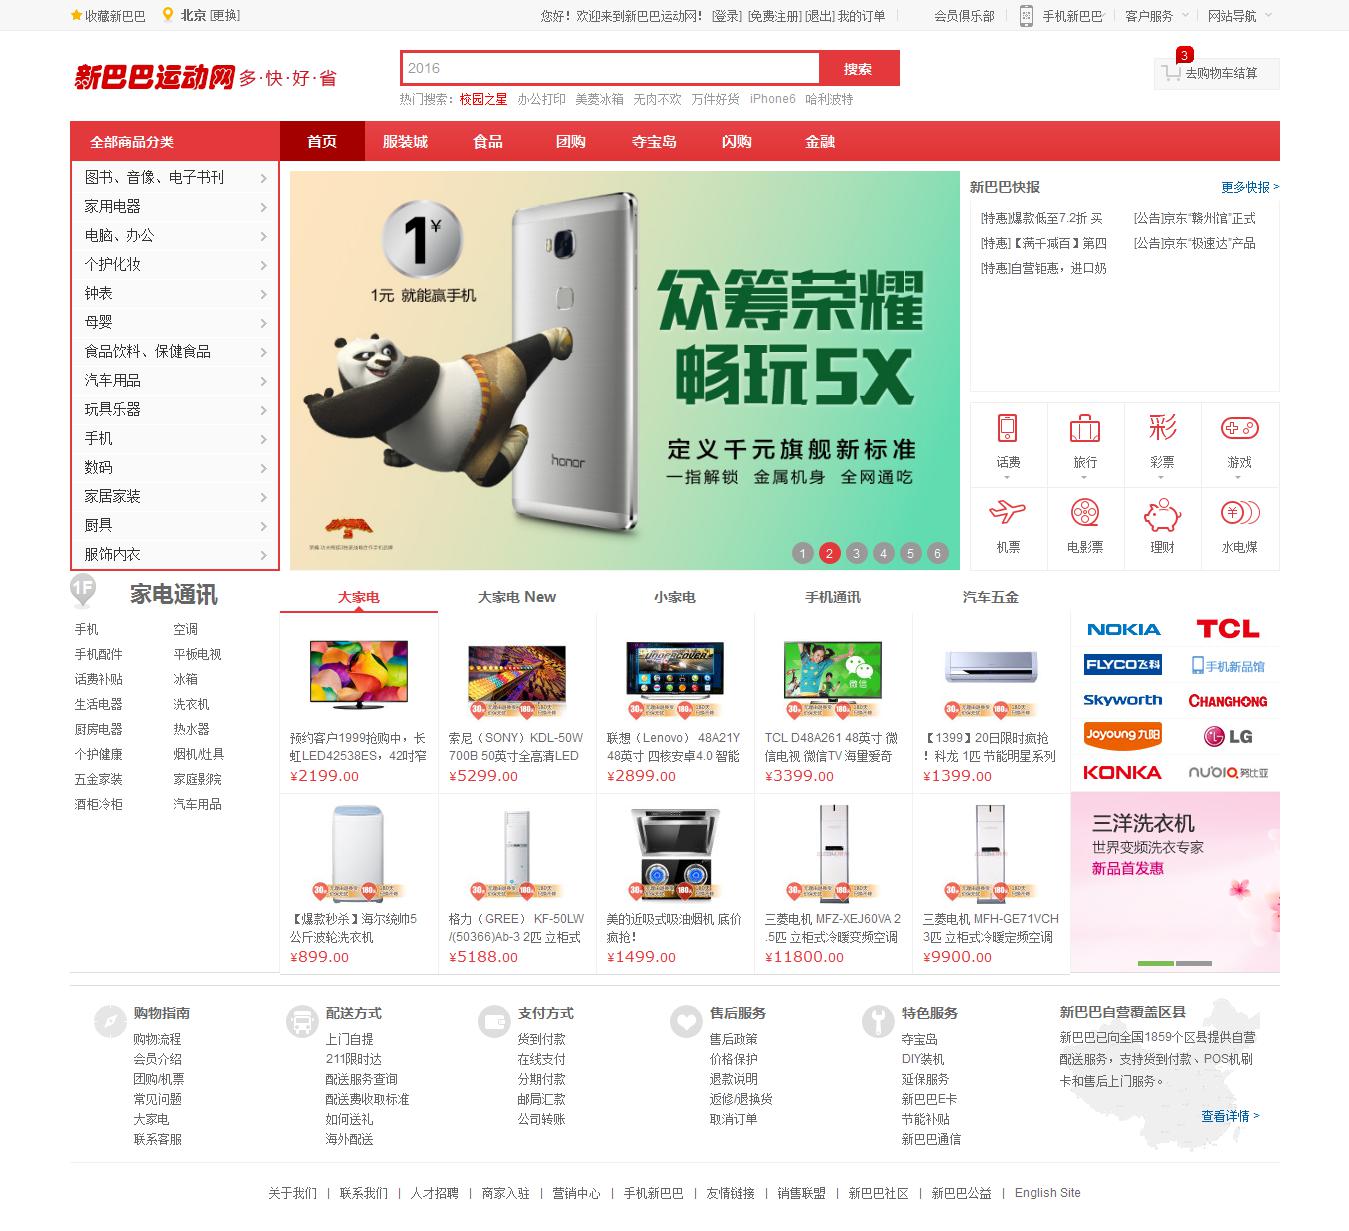 收藏新巴巴 北京 [更换] 您好！欢迎来到新巴巴运动网！ [登录] [免费注册] [退出] 我的订单 会员俱乐部 手机新巴巴 客户服务 网站导航
新巴巴运动网 多·快·好·省
2016 搜索
3 去购物车结算
热门搜索： 校园之星 办公打印 美菱冰箱 无肉不欢 万件好货 iPhone6 哈利波特
全部商品分类 首页 服装城 食品 团购 夺宝岛 闪购 金融
图书、音像、电子书刊
家用电器
电脑、办公
个护化妆
钟表
母婴
食品饮料、保健食品
汽车用品
玩具乐器
手机
数码
家居家装
厨具
服饰内衣
1¥
1元 就能赢手机
众筹荣耀
畅玩5X
定义千元旗舰新标准
一指解锁 金属机身 全网通吃
honor
1 2 3 4 5 6
新巴巴快报 更多快报 >
[特惠]爆款低至7.2折 买 [公告]京东“赣州馆”正式
[特惠]【满千减百】第四 [公告]京东“极速达”产品
[特惠]自营钜惠，进口奶
话费 旅行 彩票 游戏
机票 电影票 理财 水电煤
1F 家电通讯
大家电 大家电 New 小家电 手机通讯 汽车五金
手机 空调
手机配件 平板电视
话费补贴 冰箱
生活电器 洗衣机
厨房电器 热水器
个护健康 烟机/灶具
五金家装 家庭影院
酒柜冷柜 汽车用品
预约客户1999抢购中，长
虹LED42538ES，42吋窄
¥2199.00
索尼（SONY）KDL-50W
700B 50英寸全高清LED
¥5299.00
联想（Lenovo） 48A21Y
48英寸 四核安卓4.0 智能
¥2899.00
微信
TCL D48A261 48英寸 微
信电视 微信TV 海量爱奇
¥3399.00
【1399】20日限时疯抢
！科龙 1匹 节能明星系列
¥1399.00
【爆款秒杀】海尔绕帅5
公斤波轮洗衣机
¥899.00
格力（GREE） KF-50LW
/(50366)Ab-3 2匹 立柜式
¥5188.00
美的近吸式吸油烟机 底价
疯抢！
¥1499.00
三菱电机 MFZ-XEJ60VA 2
.5匹 立柜式冷暖变频空调
¥11800.00
三菱电机 MFH-GE71VCH
3匹 立柜式冷暖定频空调
¥9900.00
NOKIA TCL
FLYCO飞科 手机新品馆
Skyworth CHANGHONG
Joyoung九阳 LG
KONKA nubia努比亚
三洋洗衣机
世界变频洗衣专家
新品首发惠
购物指南
购物流程
会员介绍
团购/机票
常见问题
大家电
联系客服
配送方式
上门自提
211限时达
配送服务查询
配送费收取标准
如何送礼
海外配送
支付方式
货到付款
在线支付
分期付款
邮局汇款
公司转账
售后服务
售后政策
价格保护
退款说明
返修/退换货
取消订单
特色服务
夺宝岛
DIY装机
延保服务
新巴巴E卡
节能补贴
新巴巴通信
新巴巴自营覆盖区县
新巴巴已向全国1859个区县提供自营
配送服务，支持货到付款、POS机刷
卡和售后上门服务。
查看详情 >
关于我们 | 联系我们 | 人才招聘 | 商家入驻 | 营销中心 | 手机新巴巴 | 友情链接 | 销售联盟 | 新巴巴社区 | 新巴巴公益 | English Site